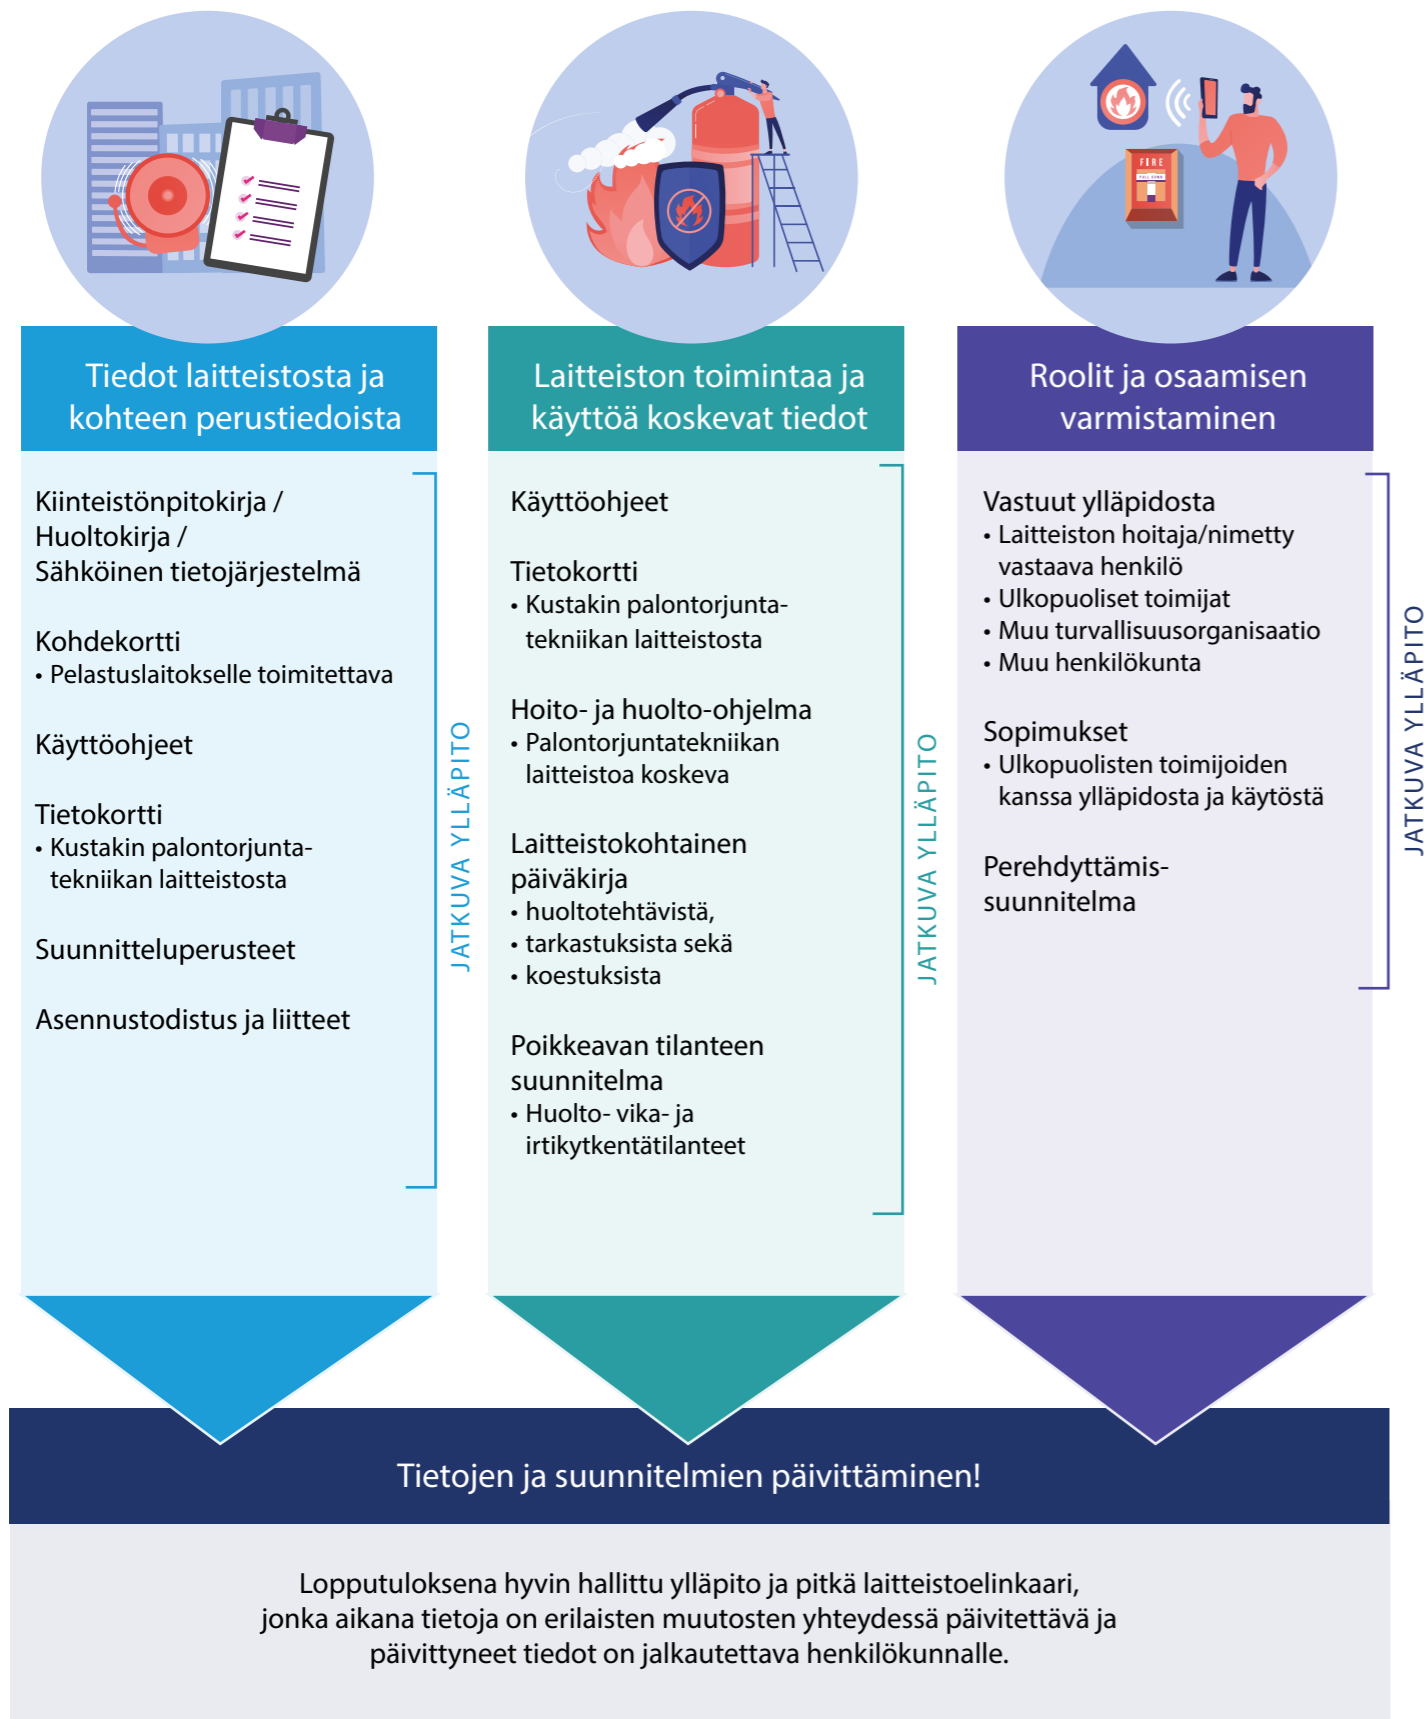 FIRE
Tiedot laitteistosta ja
kohteen perustiedoista
Kiinteistönpitokirja /
Huoltokirja /
Sähköinen tietojärjestelmä
Kohdekortti
• Pelastuslaitokselle toimitettava
Käyttöohjeet
Tietokortti
• Kustakin palontorjunta-
tekniikan laitteistosta
Suunnitteluperusteet
Asennustodistus ja liitteet
JATKUVA YLLÄPITO
Laitteiston toimintaa ja
käyttöä koskevat tiedot
Käyttöohjeet
Tietokortti
• Kustakin palontorjunta-
tekniikan laitteistosta
Hoito- ja huolto-ohjelma
• Palontorjuntatekniikan
laitteistoa koskeva
Laitteistokohtainen
päiväkirja
• huoltotehtävistä,
• tarkastuksista sekä
• koestuksista
Poikkeavan tilanteen
suunnitelma
• Huolto- vika- ja
irtikytkentätilanteet
JATKUVA YLLÄPITO
Roolit ja osaamisen
varmistaminen
Vastuut ylläpidosta
• Laitteiston hoitaja/nimetty
vastaava henkilö
• Ulkopuoliset toimijat
• Muu turvallisuusorganisaatio
• Muu henkilökunta
Sopimukset
• Ulkopuolisten toimijoiden
kanssa ylläpidosta ja käytöstä
Perehdyttämis-
suunnitelma
JATKUVA YLLÄPITO
Tietojen ja suunnitelmien päivittäminen!
Lopputuloksena hyvin hallittu ylläpito ja pitkä laitteistoelinkaari,
jonka aikana tietoja on erilaisten muutosten yhteydessä päivitettävä ja
päivittyneet tiedot on jalkautettava henkilökunnalle.